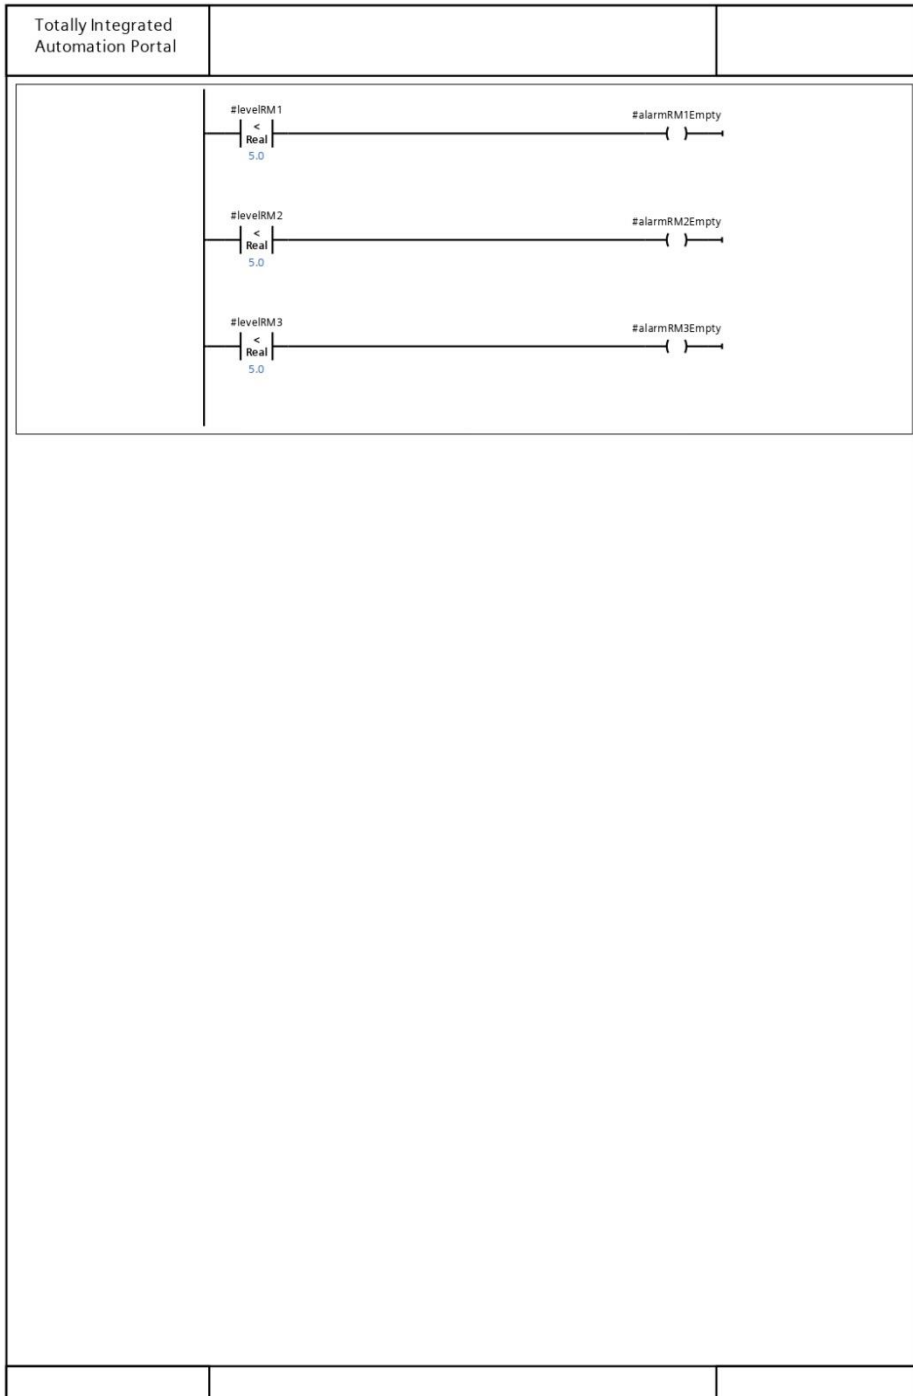 Totally Integrated
Automation Portal
#levelRM1
#alarmRM1Empty
<
Real
5.0
#levelRM2
#alarmRM2Empty
<
Real
5.0
#levelRM3
#alarmRM3Empty
<
Real
5.0